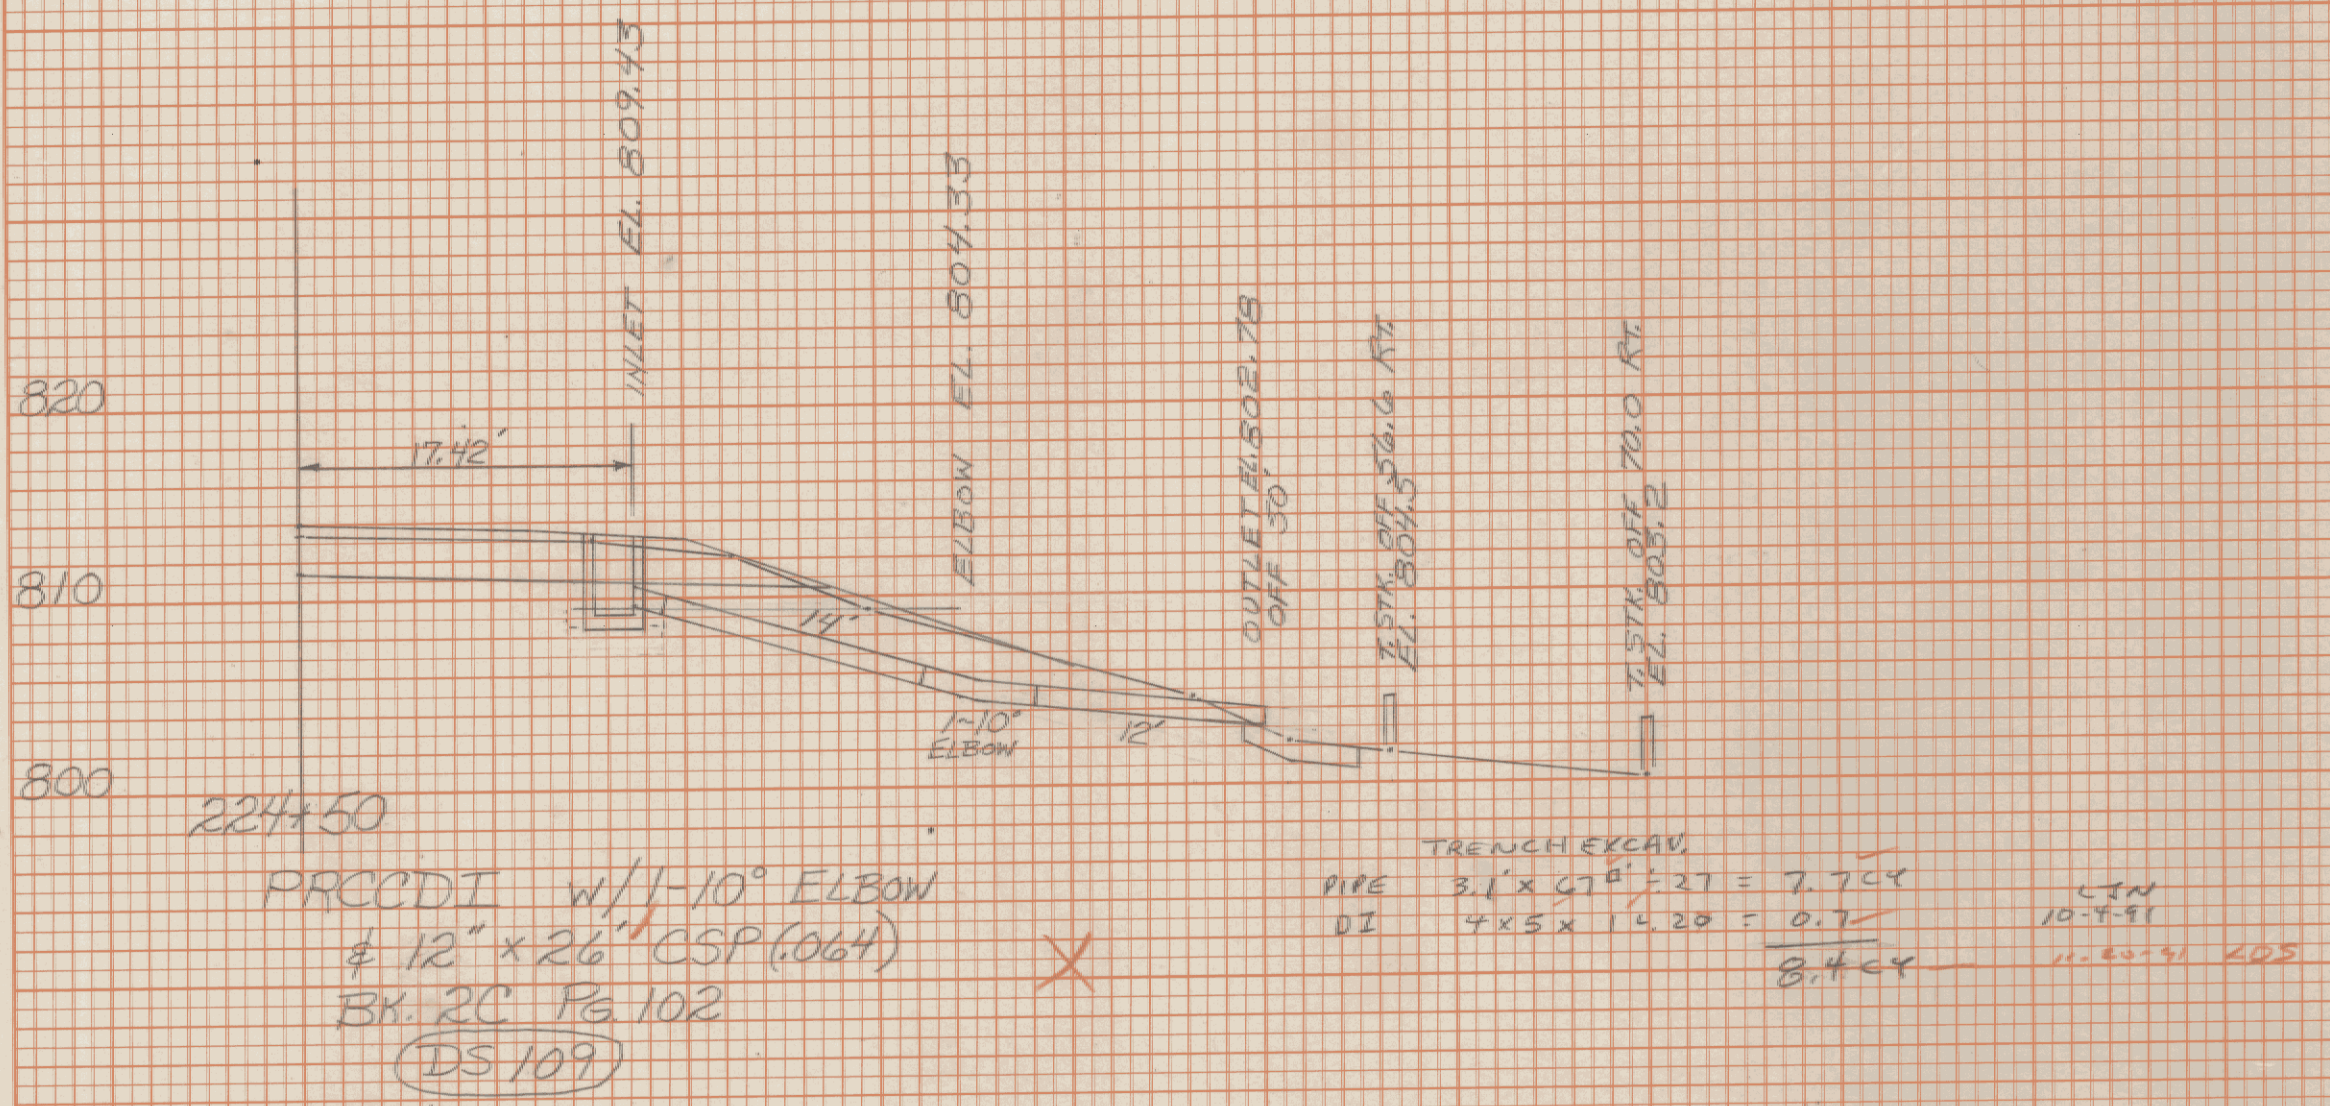 INLET EL. 809.43
ELBOW EL. 804.33
OUTLET EL. 802.78
OFF 50'
T. STK. OFF 56.6 RT.
EL. 804.5
T. STK. OFF 70.0 RT.
EL. 803.2
820
17.42'
810
14'
1~10°
ELBOW
12'
800
224+50
PRCCDI W/1-10° ELBOW
& 12" x 26' CSP (.064)
BK. 2C PG. 102
DS 109
TRENCH EXCAV.
PIPE 3.1' x 67 ÷ 27 = 7.7 CY
DI 4 x 5 x 1 ÷ = 0.7
8.4 CY
LJN
10-4-91
LDS